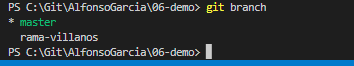 PS C:\Git\AlfonsoGarcia\06-demo> git branch
* master
  rama-villanos
PS C:\Git\AlfonsoGarcia\06-demo>